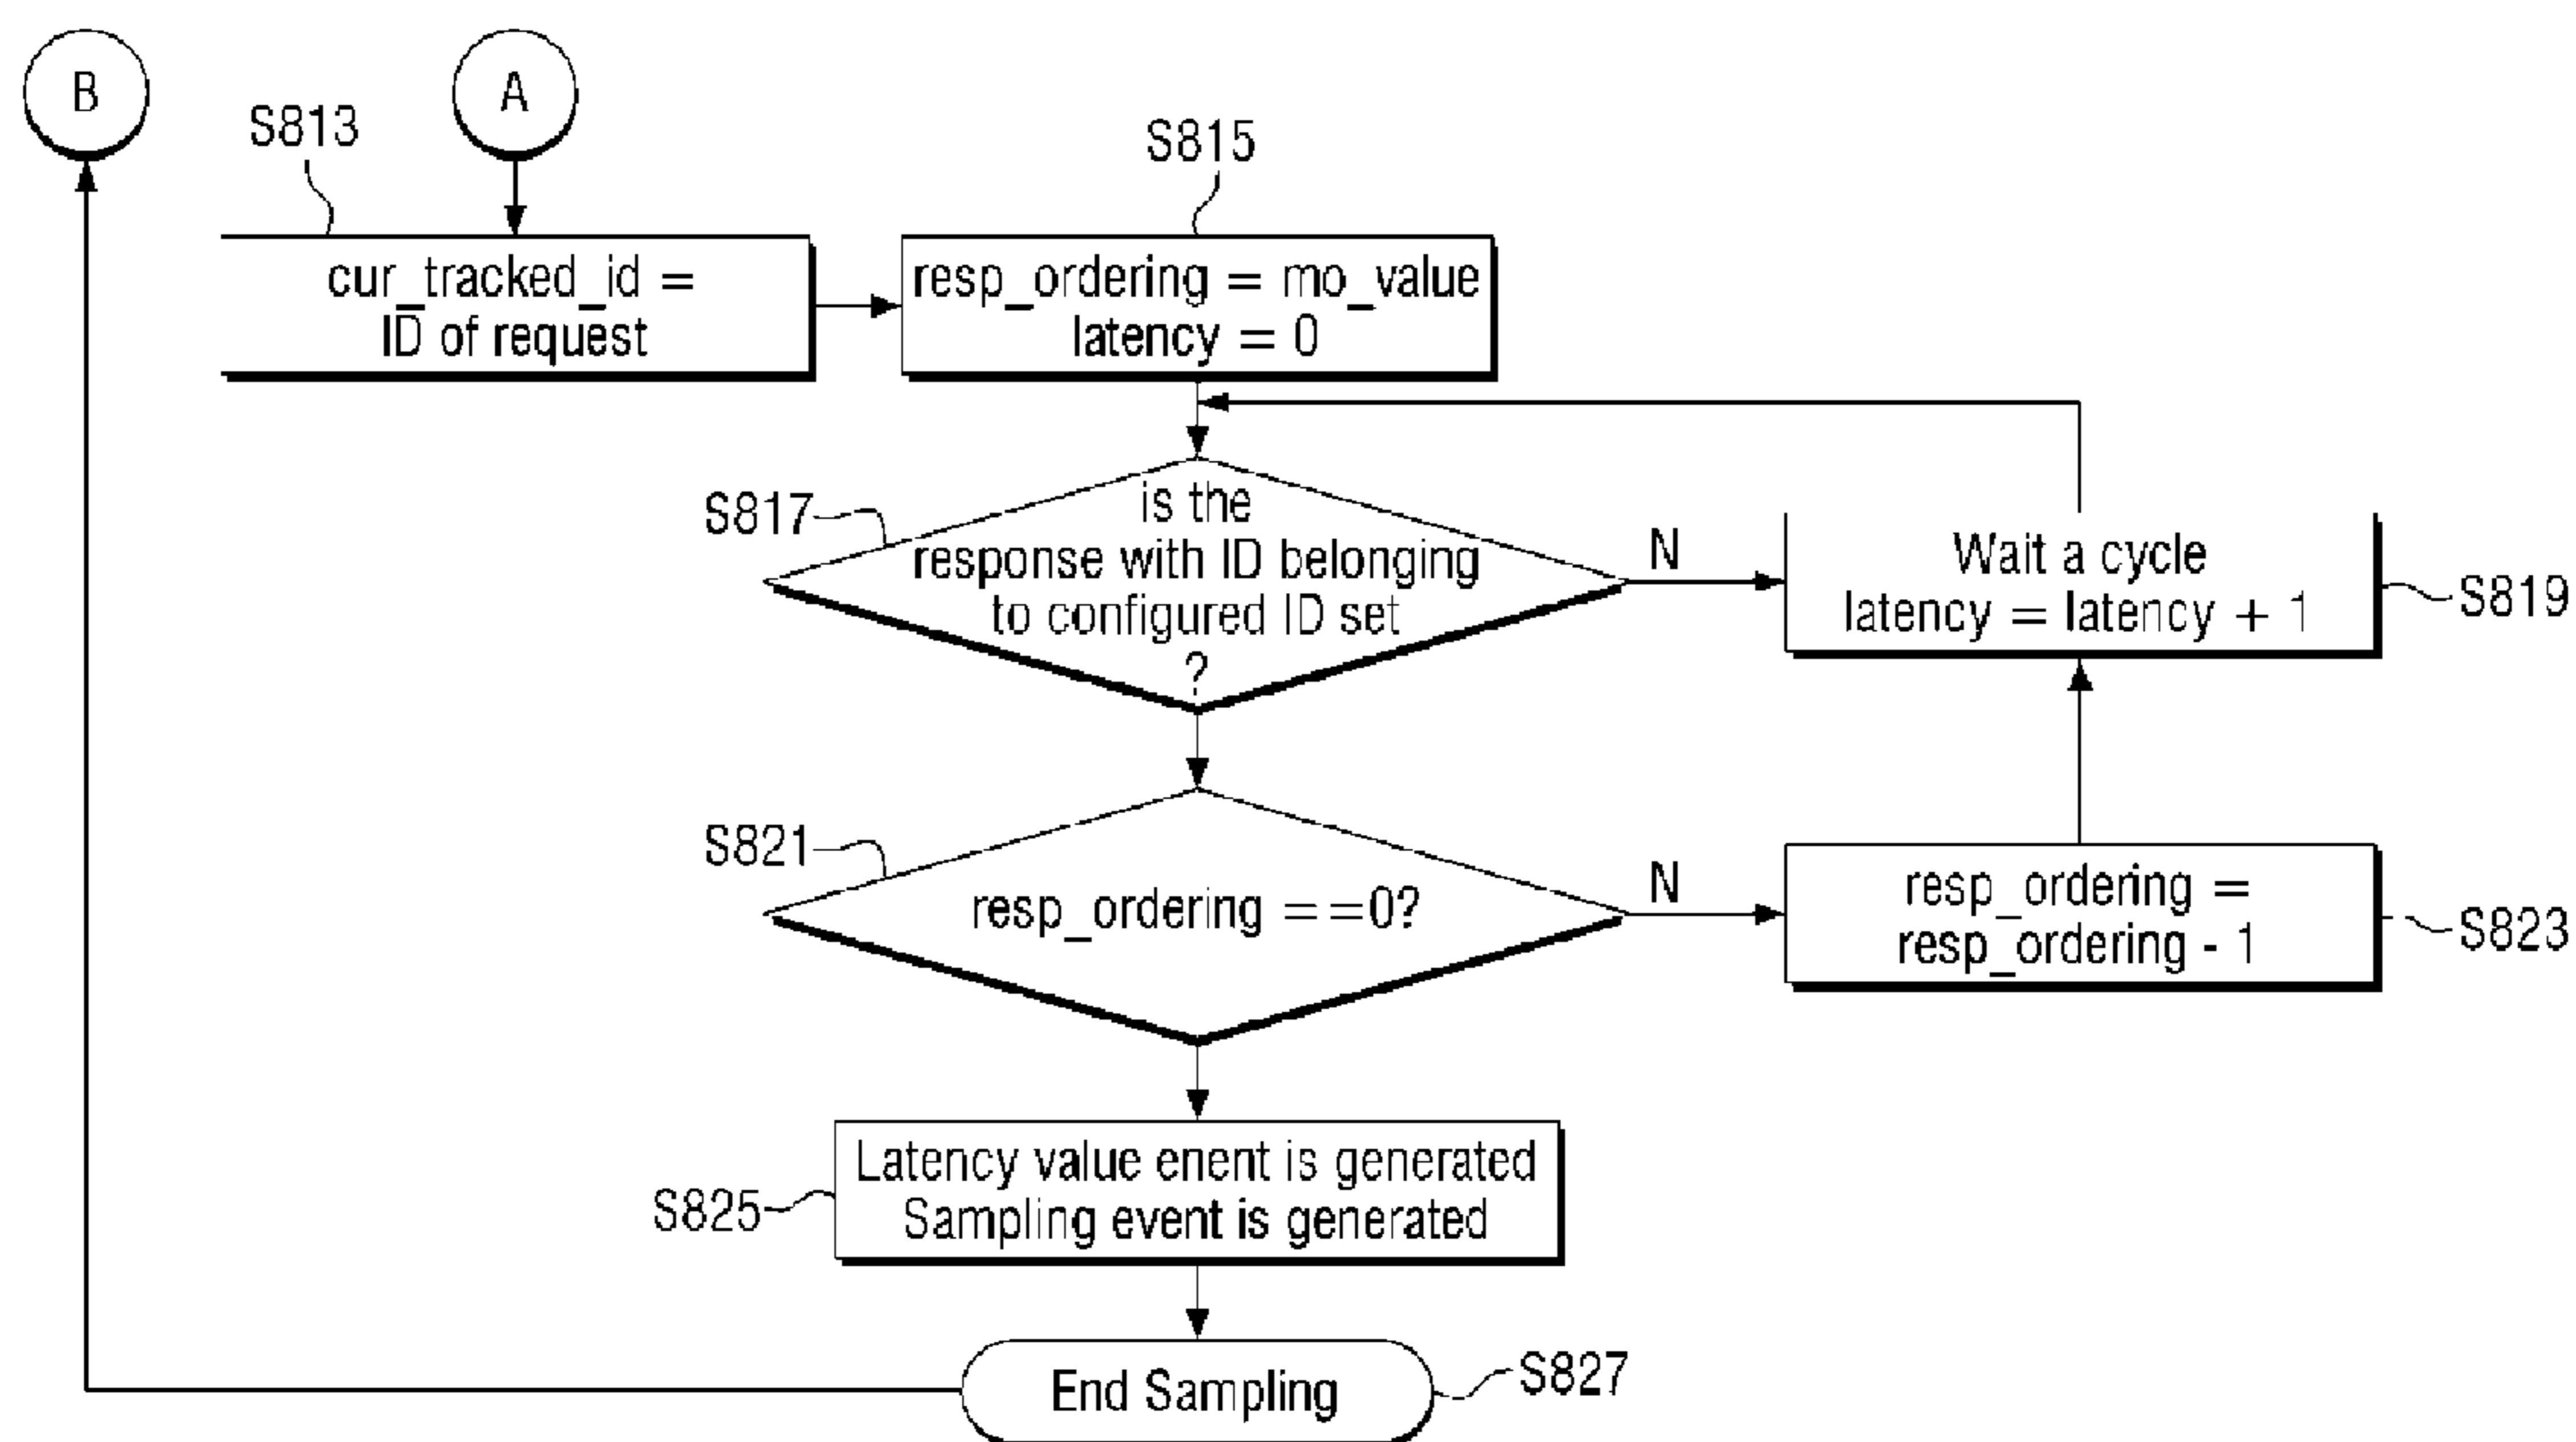 B
A
S813
S815
cur_tracked_id =
ID of request
resp_ordering = mo_value
latency = 0
S817
is the
response with ID belonging
to configured ID set
?
N
Wait a cycle
latency = latency + 1
S819
S821
resp_ordering ==0?
N
resp_ordering =
resp_ordering - 1
S823
S825
Latency value enent is generated
Sampling event is generated
End Sampling
S827